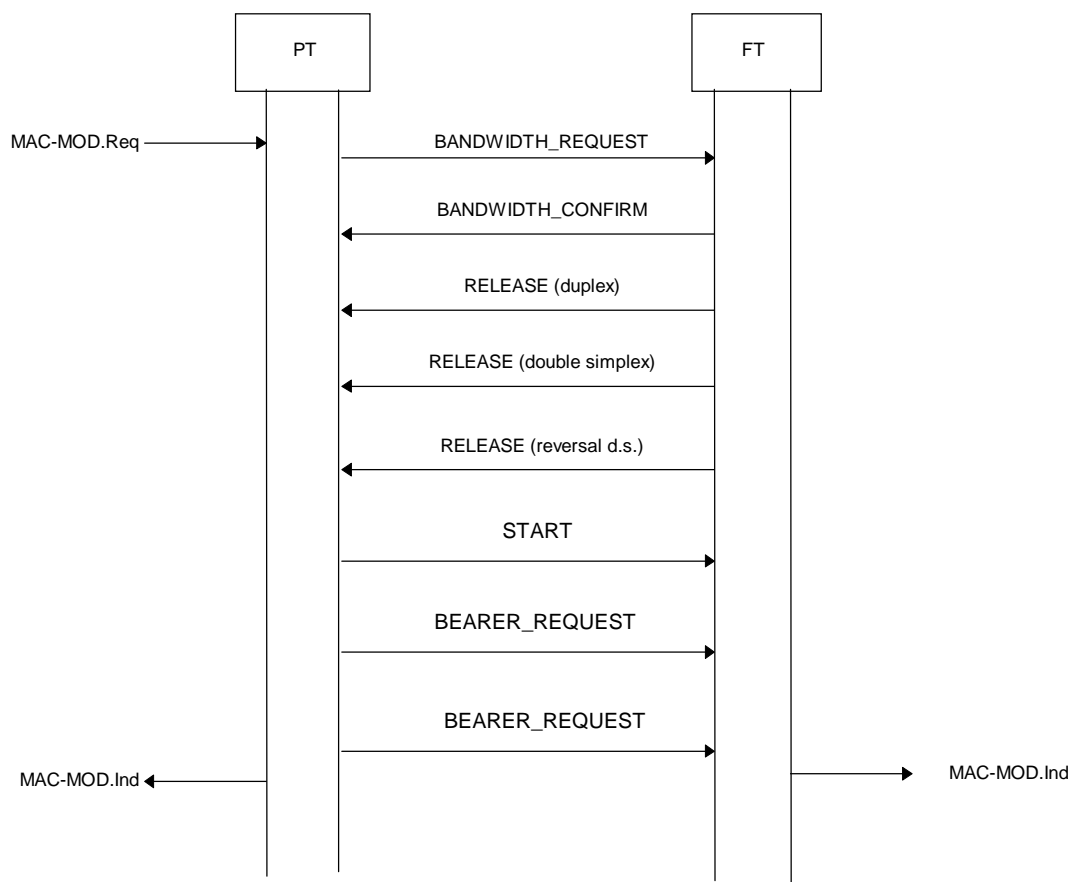 PT
FT
MAC-MOD.Req
BANDWIDTH_REQUEST
BANDWIDTH_CONFIRM
RELEASE (duplex)
RELEASE (double simplex)
RELEASE (reversal d.s.)
START
BEARER_REQUEST
BEARER_REQUEST
MAC-MOD.Ind
MAC-MOD.Ind